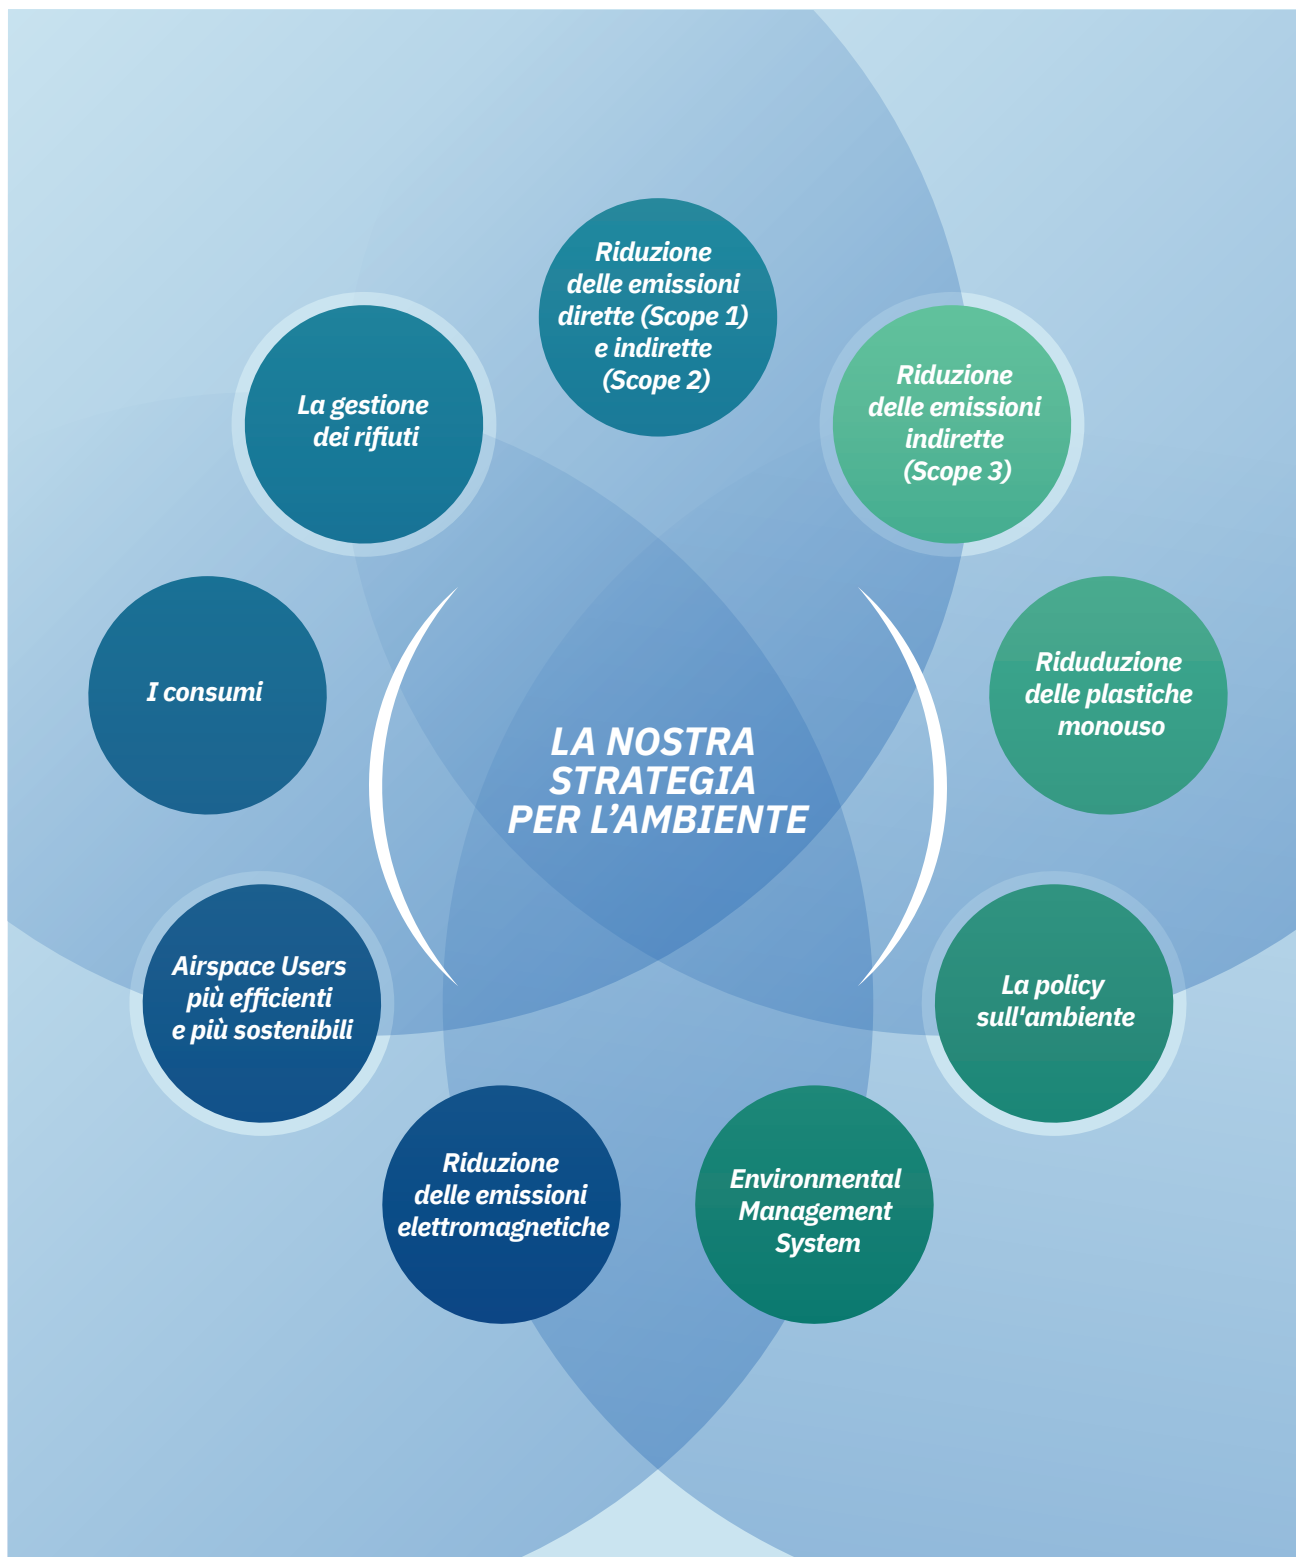 Riduzione
delle emissioni
dirette (Scope 1)
e indirette
(Scope 2)
Riduzione
delle emissioni
indirette
(Scope 3)
Riduduzione
delle plastiche
monouso
La policy
sull'ambiente
Environmental
Management
System
Riduzione
delle emissioni
elettromagnetiche
Airspace Users
più efficienti
e più sostenibili
I consumi
La gestione
dei rifiuti
LA NOSTRA
STRATEGIA
PER L’AMBIENTE